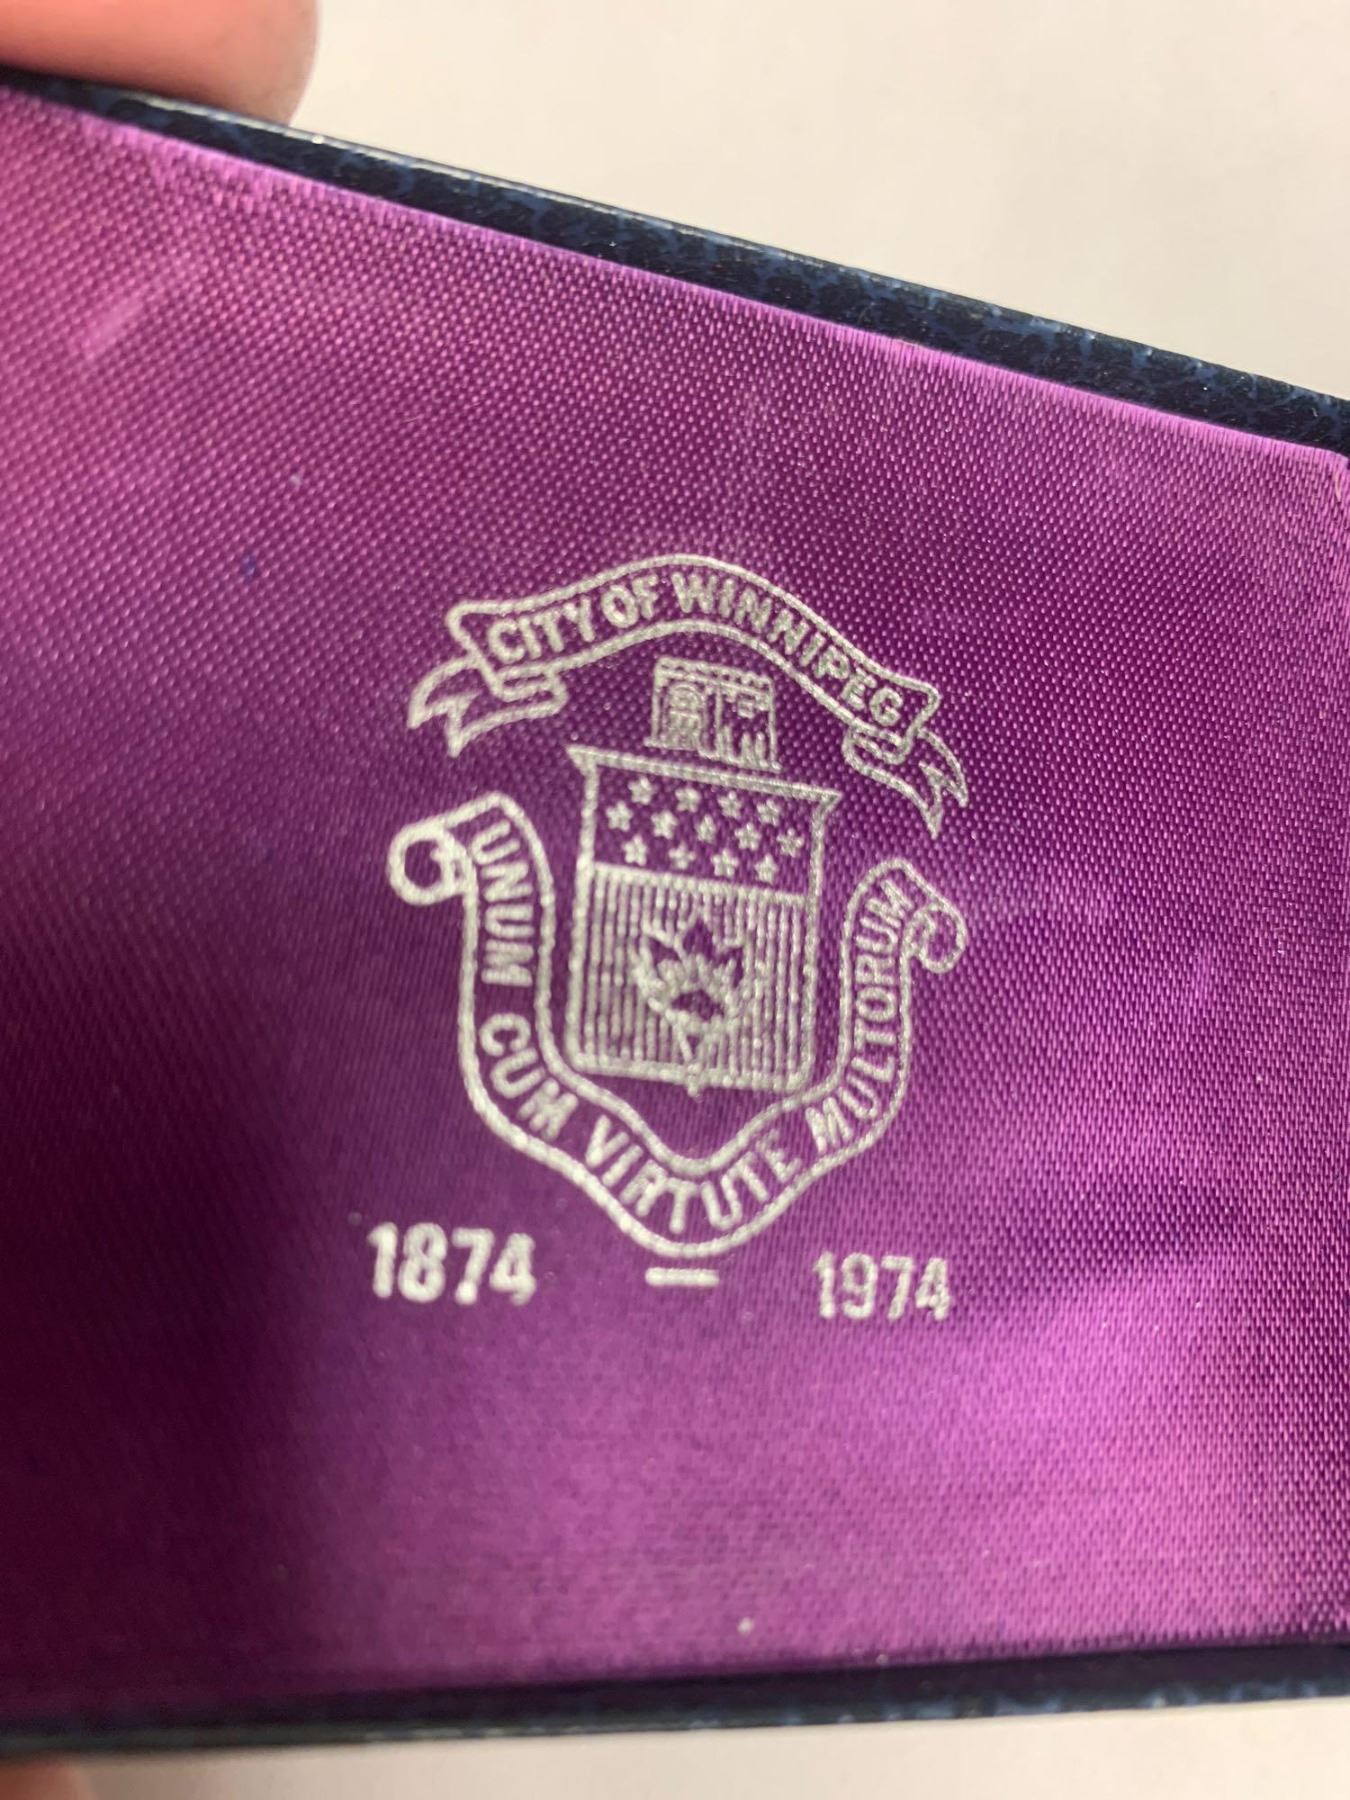 CITY OF WINNIPEG
UNUM CUM VIRTUTE MULTORUM
1874 — 1974